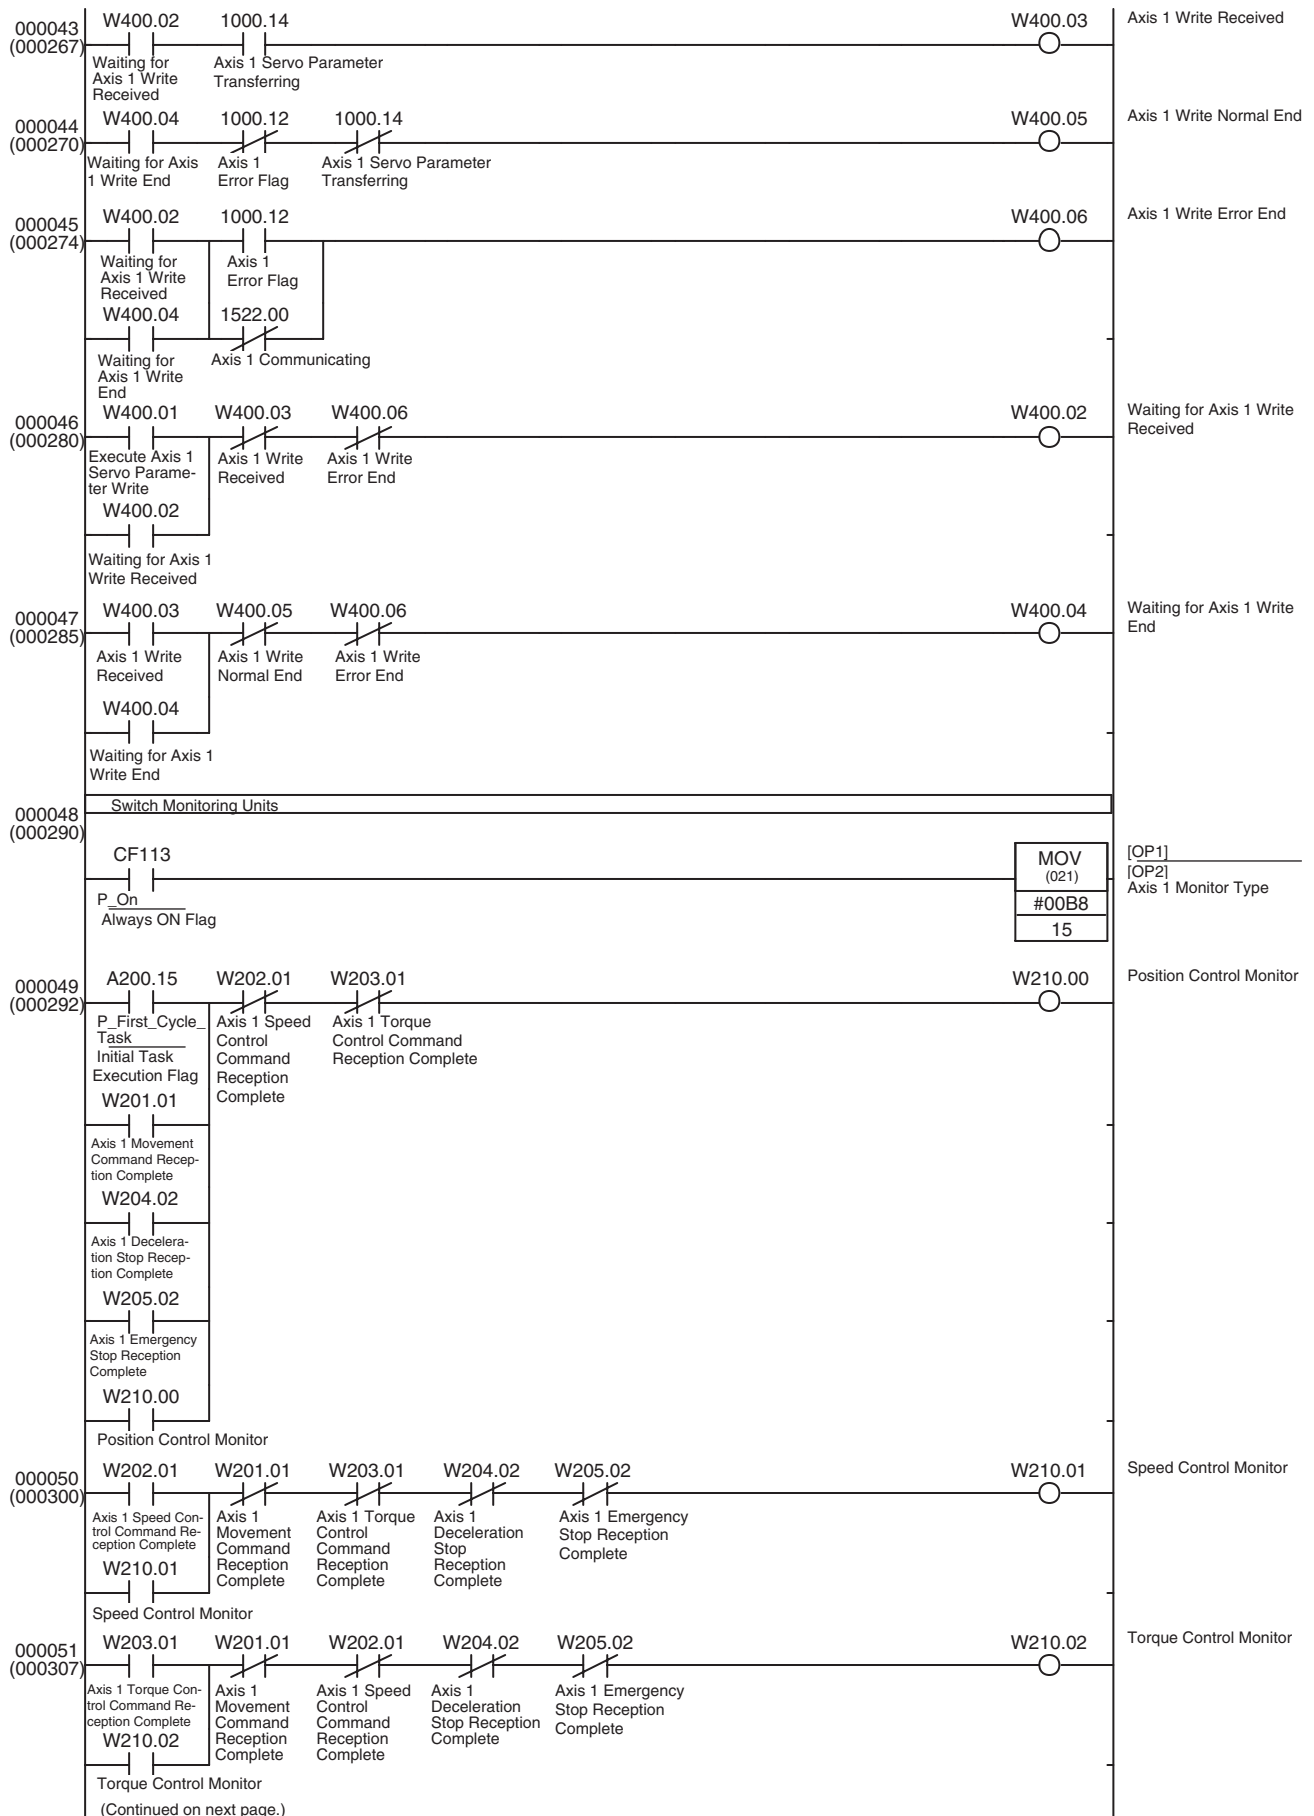 W400.02 1000.14 W400.03 Axis 1 Write Received
000043
(000267)
Waiting for Axis 1 Servo Parameter
Axis 1 Write Transferring
Received
W400.04 1000.12 1000.14 W400.05 Axis 1 Write Normal End
000044
(000270)
Waiting for Axis Axis 1 Axis 1 Servo Parameter
1 Write End Error Flag Transferring
W400.02 1000.12 W400.06 Axis 1 Write Error End
000045
(000274)
Waiting for Axis 1
Axis 1 Write Error Flag
Received
W400.04 1522.00
Waiting for Axis 1 Communicating
Axis 1 Write
End
W400.01 W400.03 W400.06 W400.02 Waiting for Axis 1 Write
000046 Received
(000280)
Execute Axis 1 Axis 1 Write Axis 1 Write
Servo Parame- Received Error End
ter Write
W400.02
Waiting for Axis 1
Write Received
W400.03 W400.05 W400.06 W400.04 Waiting for Axis 1 Write
000047 End
(000285)
Axis 1 Write Axis 1 Write Axis 1 Write
Received Normal End Error End
W400.04
Waiting for Axis 1
Write End
Switch Monitoring Units
000048
(000290)
CF113 MOV [OP1]
(021) [OP2]
P_On #00B8 Axis 1 Monitor Type
Always ON Flag 15
A200.15 W202.01 W203.01 W210.00 Position Control Monitor
000049
(000292)
P_First_Cycle_ Axis 1 Speed Axis 1 Torque
Task Control Control Command
Initial Task Command Reception Complete
Execution Flag Reception
W201.01 Complete
Axis 1 Movement
Command Recep-
tion Complete
W204.02
Axis 1 Decelera-
tion Stop Recep-
tion Complete
W205.02
Axis 1 Emergency
Stop Reception
Complete
W210.00
Position Control Monitor
W202.01 W201.01 W203.01 W204.02 W205.02 W210.01 Speed Control Monitor
000050
(000300)
Axis 1 Speed Con- Axis 1 Axis 1 Torque Axis 1 Axis 1 Emergency
trol Command Re- Movement Control Deceleration Stop Reception
ception Complete Command Command Stop Complete
W210.01 Reception Reception Reception
Complete Complete Complete
Speed Control Monitor
W203.01 W201.01 W202.01 W204.02 W205.02 W210.02 Torque Control Monitor
000051
(000307)
Axis 1 Torque Con- Axis 1 Axis 1 Speed Axis 1 Axis 1 Emergency
trol Command Re- Movement Control Deceleration Stop Reception
ception Complete Command Command Stop Reception Complete
W210.02 Reception Reception Complete
Complete Complete
Torque Control Monitor
(Continued on next page.)